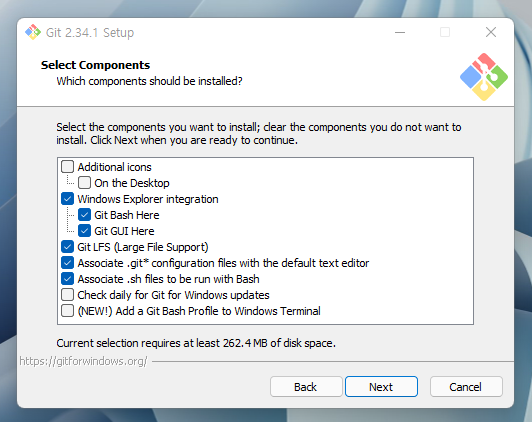 Git 2.34.1 Setup
Select Components
Which components should be installed?
Select the components you want to install; clear the components you do not want to
install. Click Next when you are ready to continue.
Additional icons
On the Desktop
Windows Explorer integration
Git Bash Here
Git GUI Here
Git LFS (Large File Support)
Associate .git* configuration files with the default text editor
Associate .sh files to be run with Bash
Check daily for Git for Windows updates
(NEW!) Add a Git Bash Profile to Windows Terminal
Current selection requires at least 262.4 MB of disk space.
https://gitforwindows.org/
Back Next Cancel